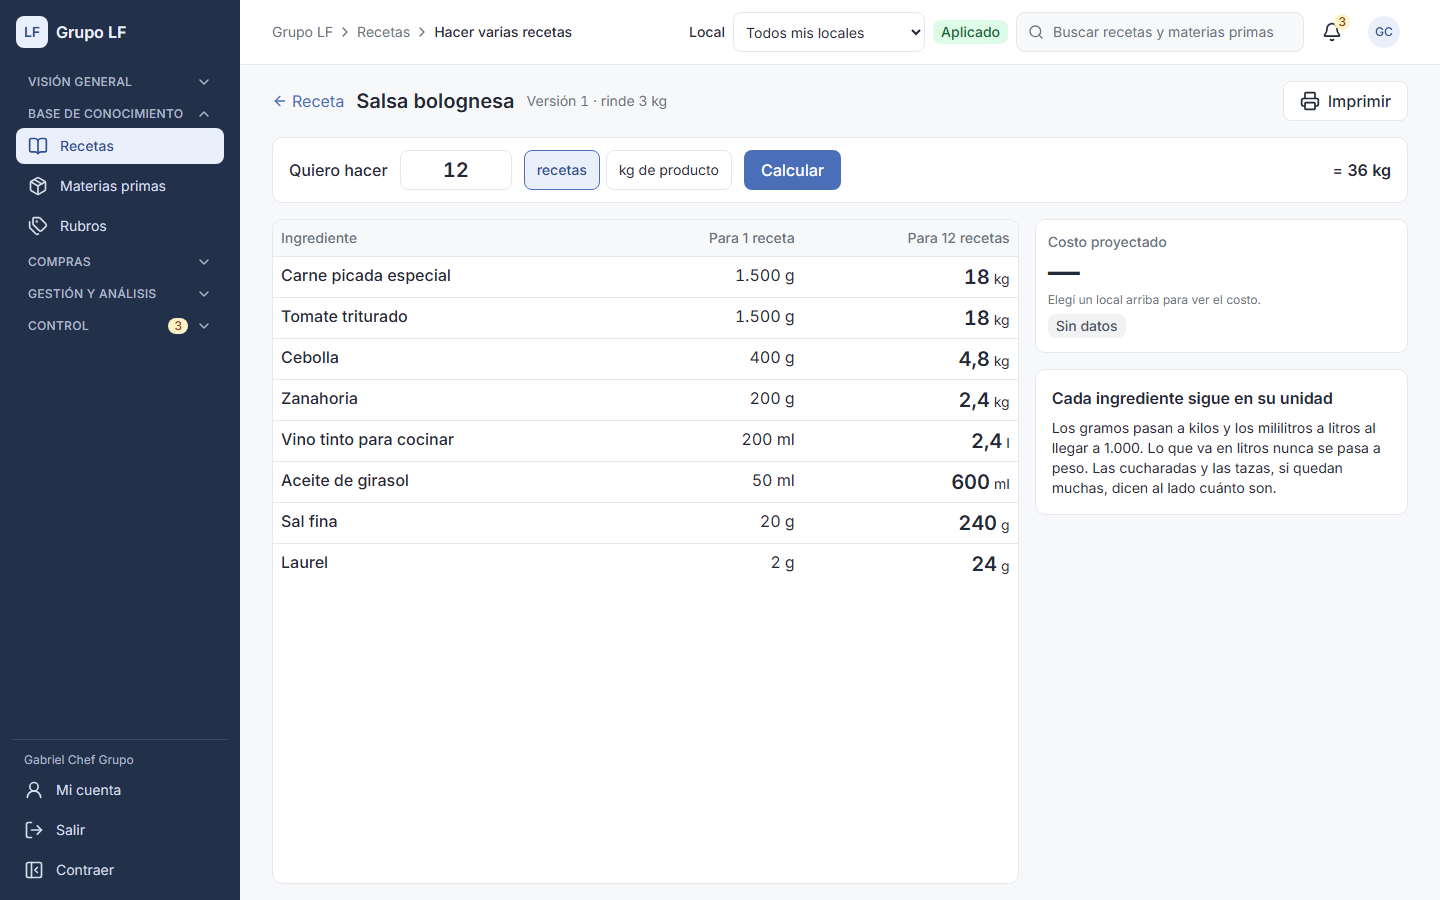 LF Grupo LF
VISIÓN GENERAL
BASE DE CONOCIMIENTO
Recetas
Materias primas
Rubros
COMPRAS
GESTIÓN Y ANÁLISIS
CONTROL 3
Gabriel Chef Grupo
Mi cuenta
Salir
Contraer
Grupo LF Recetas Hacer varias recetas Local Todos mis locales Aplicado Buscar recetas y materias primas 3 GC
Receta Salsa bolognesa Versión 1 · rinde 3 kg Imprimir
Quiero hacer 12 recetas kg de producto Calcular = 36 kg
Ingrediente Para 1 receta Para 12 recetas
Carne picada especial 1.500 g 18 kg
Tomate triturado 1.500 g 18 kg
Cebolla 400 g 4,8 kg
Zanahoria 200 g 2,4 kg
Vino tinto para cocinar 200 ml 2,4 l
Aceite de girasol 50 ml 600 ml
Sal fina 20 g 240 g
Laurel 2 g 24 g
Costo proyectado
—
Elegí un local arriba para ver el costo.
Sin datos
Cada ingrediente sigue en su unidad
Los gramos pasan a kilos y los mililitros a litros al
llegar a 1.000. Lo que va en litros nunca se pasa a
peso. Las cucharadas y las tazas, si quedan
muchas, dicen al lado cuánto son.